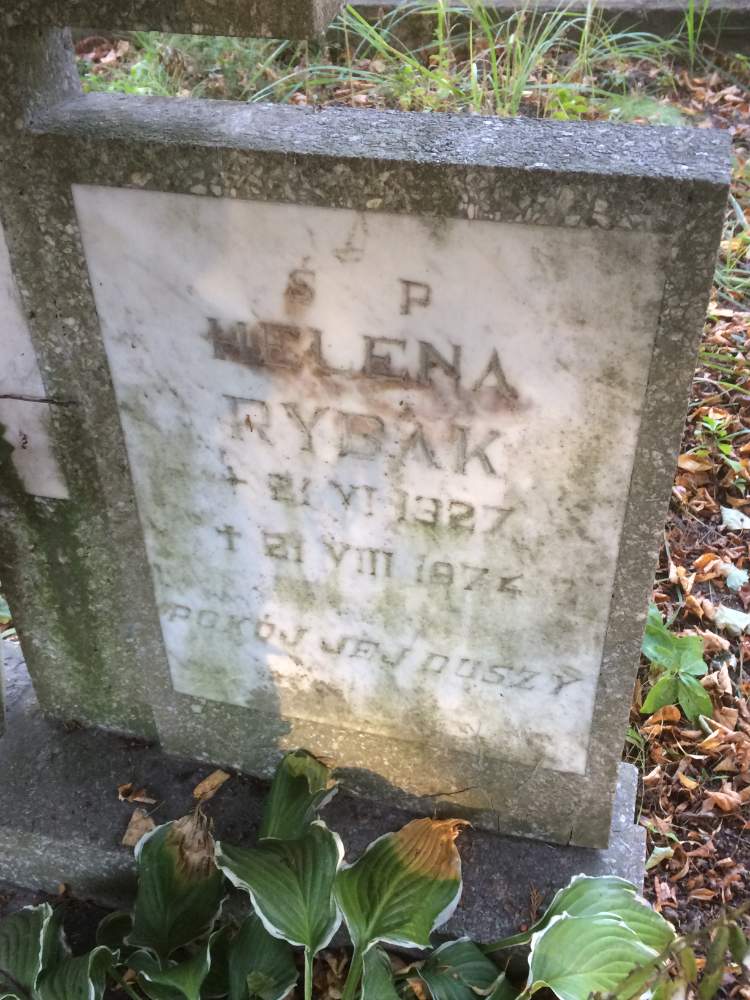 Ś P
HELENA
RYBAK
+ 21 VI 1927
+ 21 VIII 1974
POKÓJ JEJ DUSZY